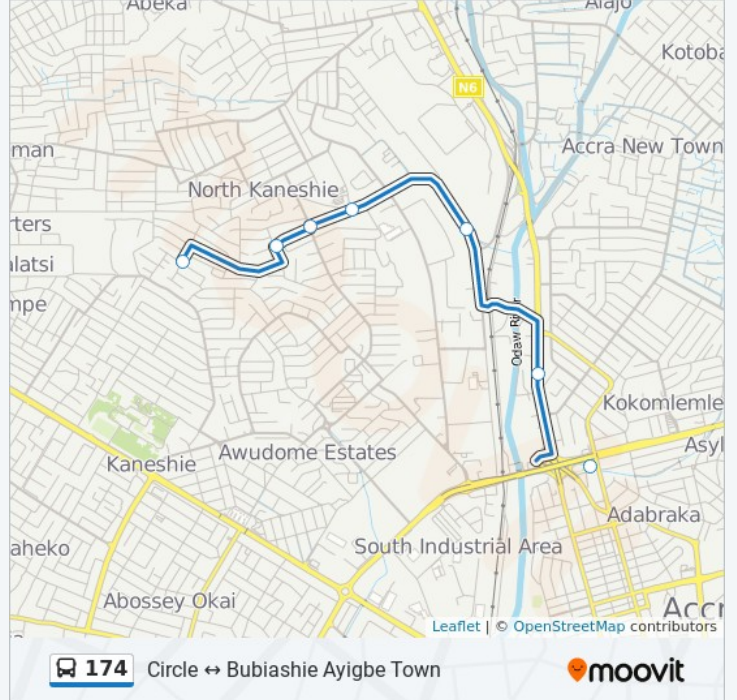 Abeka
Alajo
Kotoba
N6
Accra New Town
man
North Kaneshie
rters
alatsi
mpe
Odaw River
Kokomlemle
Awudome Estates
Asyl
Kaneshie
Adabraka
aheko
South Industrial Area
Abossey Okai
Accr
Leaflet | © OpenStreetMap contributors
174 Circle ↔ Bubiashie Ayigbe Town
moovit